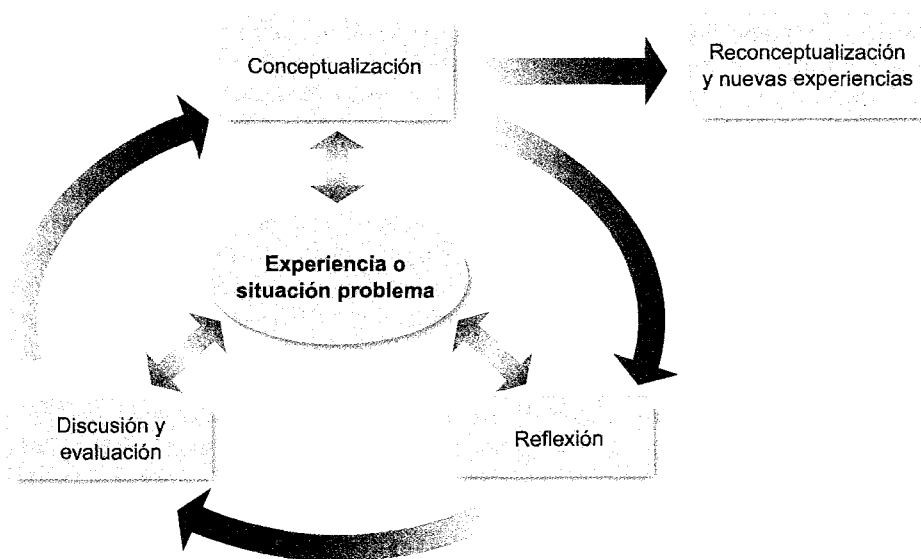 Conceptualización
Reconceptualización
y nuevas experiencias
Experiencia o
situación problema
Discusión y
evaluación
Reflexión